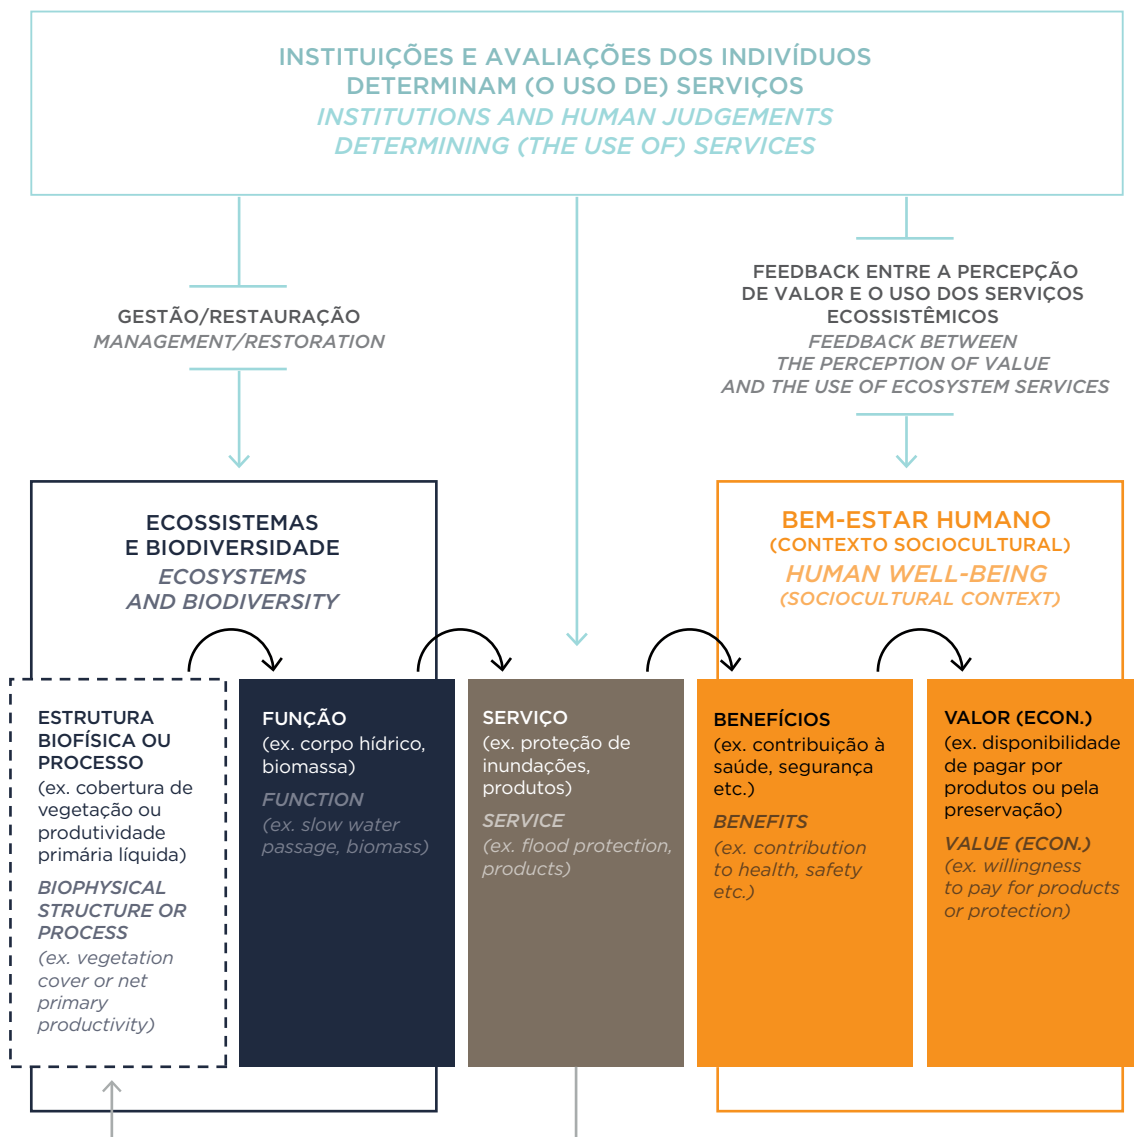 INSTITUIÇÕES E AVALIAÇÕES DOS INDIVÍDUOS
DETERMINAM (O USO DE) SERVIÇOS
INSTITUTIONS AND HUMAN JUDGEMENTS
DETERMINING (THE USE OF) SERVICES
GESTÃO/RESTAURAÇÃO
MANAGEMENT/RESTORATION
FEEDBACK ENTRE A PERCEPÇÃO
DE VALOR E O USO DOS SERVIÇOS
ECOSSISTÊMICOS
FEEDBACK BETWEEN
THE PERCEPTION OF VALUE
AND THE USE OF ECOSYSTEM SERVICES
ECOSSISTEMAS
E BIODIVERSIDADE
ECOSYSTEMS
AND BIODIVERSITY
BEM-ESTAR HUMANO
(CONTEXTO SOCIOCULTURAL)
HUMAN WELL-BEING
(SOCIOCULTURAL CONTEXT)
ESTRUTURA
BIOFÍSICA OU
PROCESSO
(ex. cobertura de
vegetação ou
produtividade
primária líquida)
BIOPHYSICAL
STRUCTURE OR
PROCESS
(ex. vegetation
cover or net
primary
productivity)
FUNÇÃO
(ex. corpo hídrico,
biomassa)
FUNCTION
(ex. slow water
passage, biomass)
SERVIÇO
(ex. proteção de
inundações,
produtos)
SERVICE
(ex. flood protection,
products)
BENEFÍCIOS
(ex. contribuição à
saúde, segurança
etc.)
BENEFITS
(ex. contribution
to health, safety
etc.)
VALOR (ECON.)
(ex. disponibilidade
de pagar por
produtos ou pela
preservação)
VALUE (ECON.)
(ex. willingness
to pay for products
or protection)